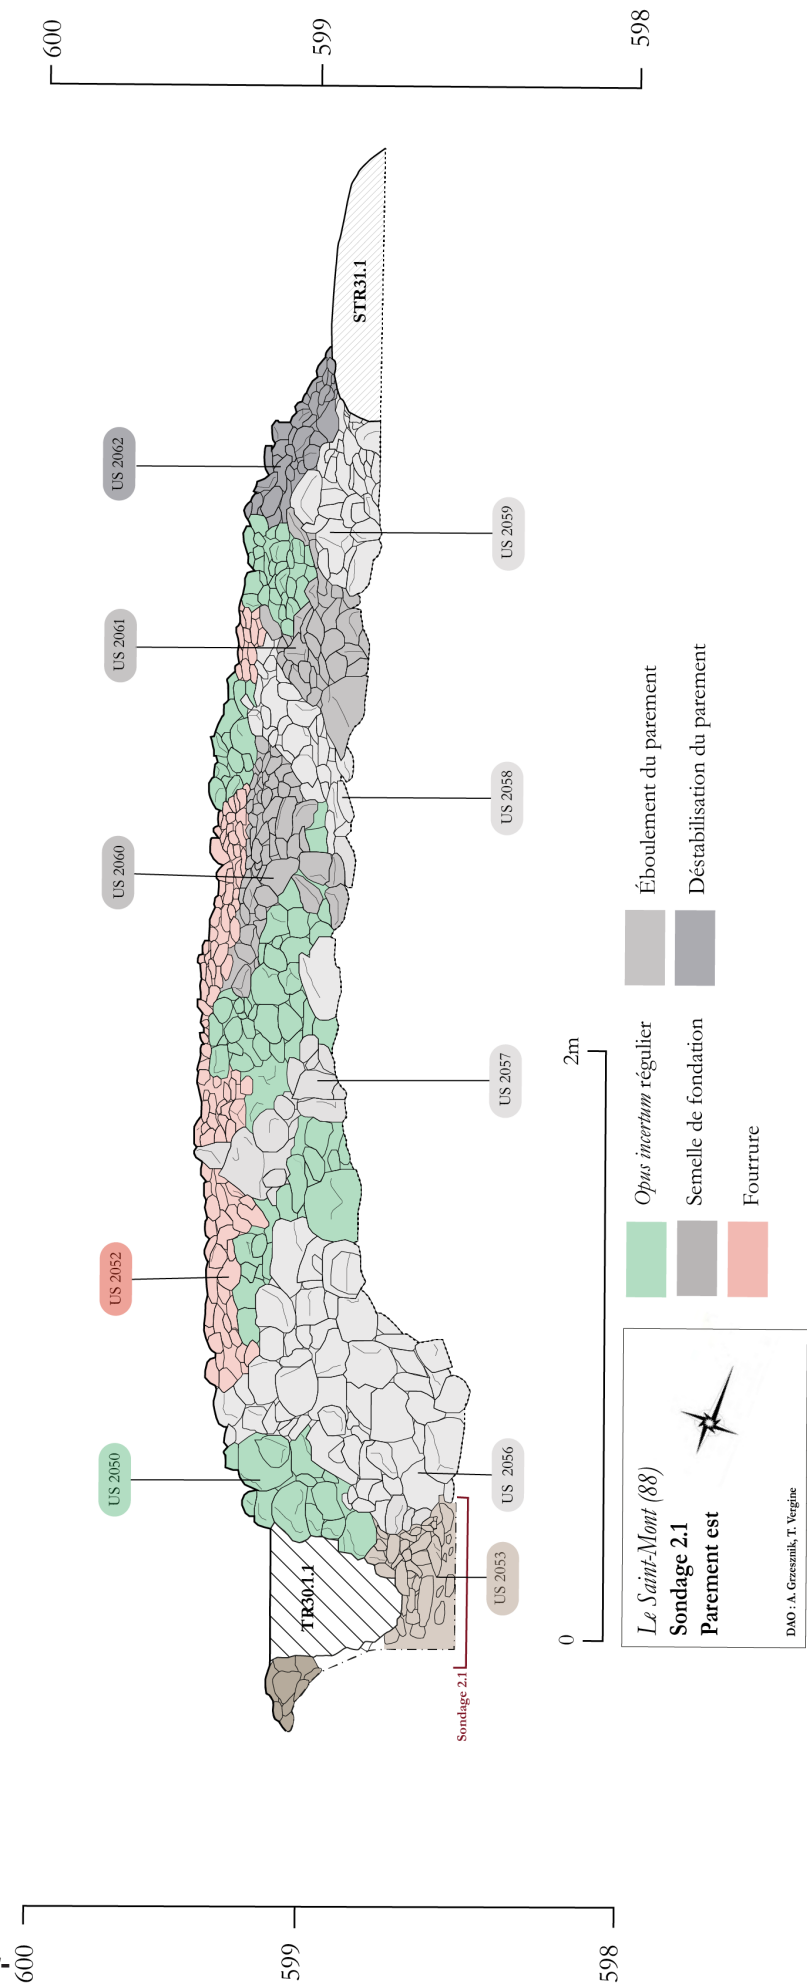 600
599
598
TR30.1.1
STR31.1
US 2050
US 2052
US 2060
US 2061
US 2062
US 2053
US 2056
US 2057
US 2058
US 2059
Sondage 2.1
600
599
598
0
2m
Le Saint-Mont (88)
Sondage 2.1
Parement est
DAO : A. Grzesznik, T. Vergine
Opus incertum régulier
Semelle de fondation
Fourrure
Éboulement du parement
Déstabilisation du parement